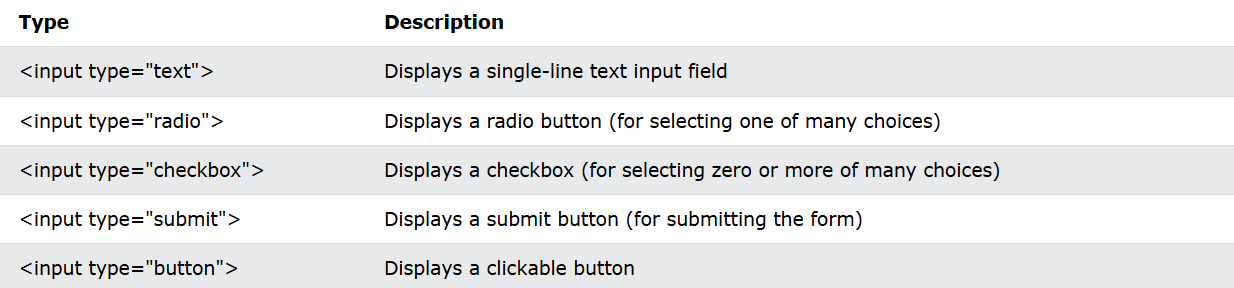 Type Description
<input type="text"> Displays a single-line text input field
<input type="radio"> Displays a radio button (for selecting one of many choices)
<input type="checkbox"> Displays a checkbox (for selecting zero or more of many choices)
<input type="submit"> Displays a submit button (for submitting the form)
<input type="button"> Displays a clickable button